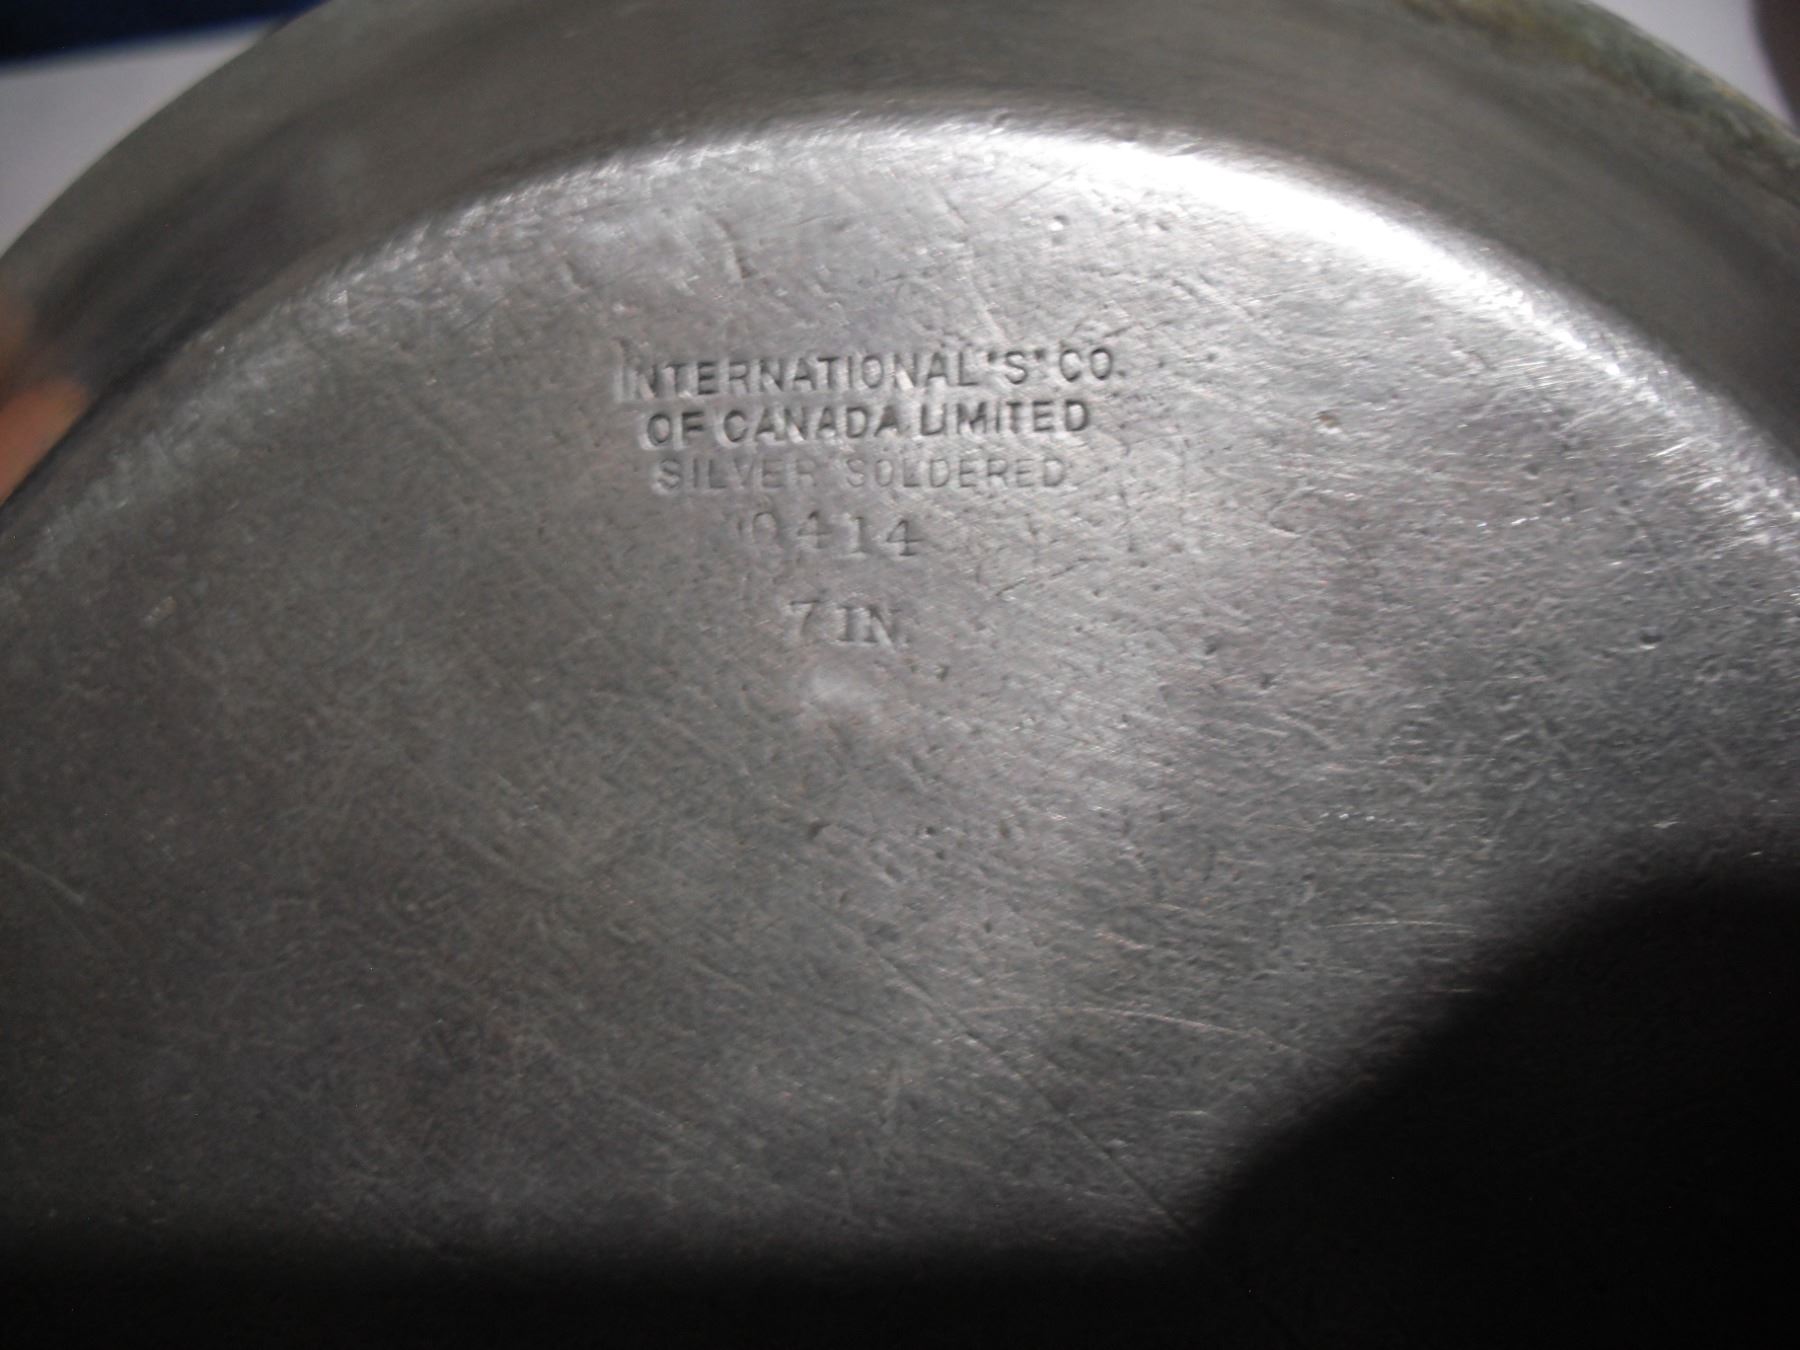 INTERNATIONAL "S" CO.
OF CANADA LIMITED
SILVER SOLDERED
0414
7 IN.